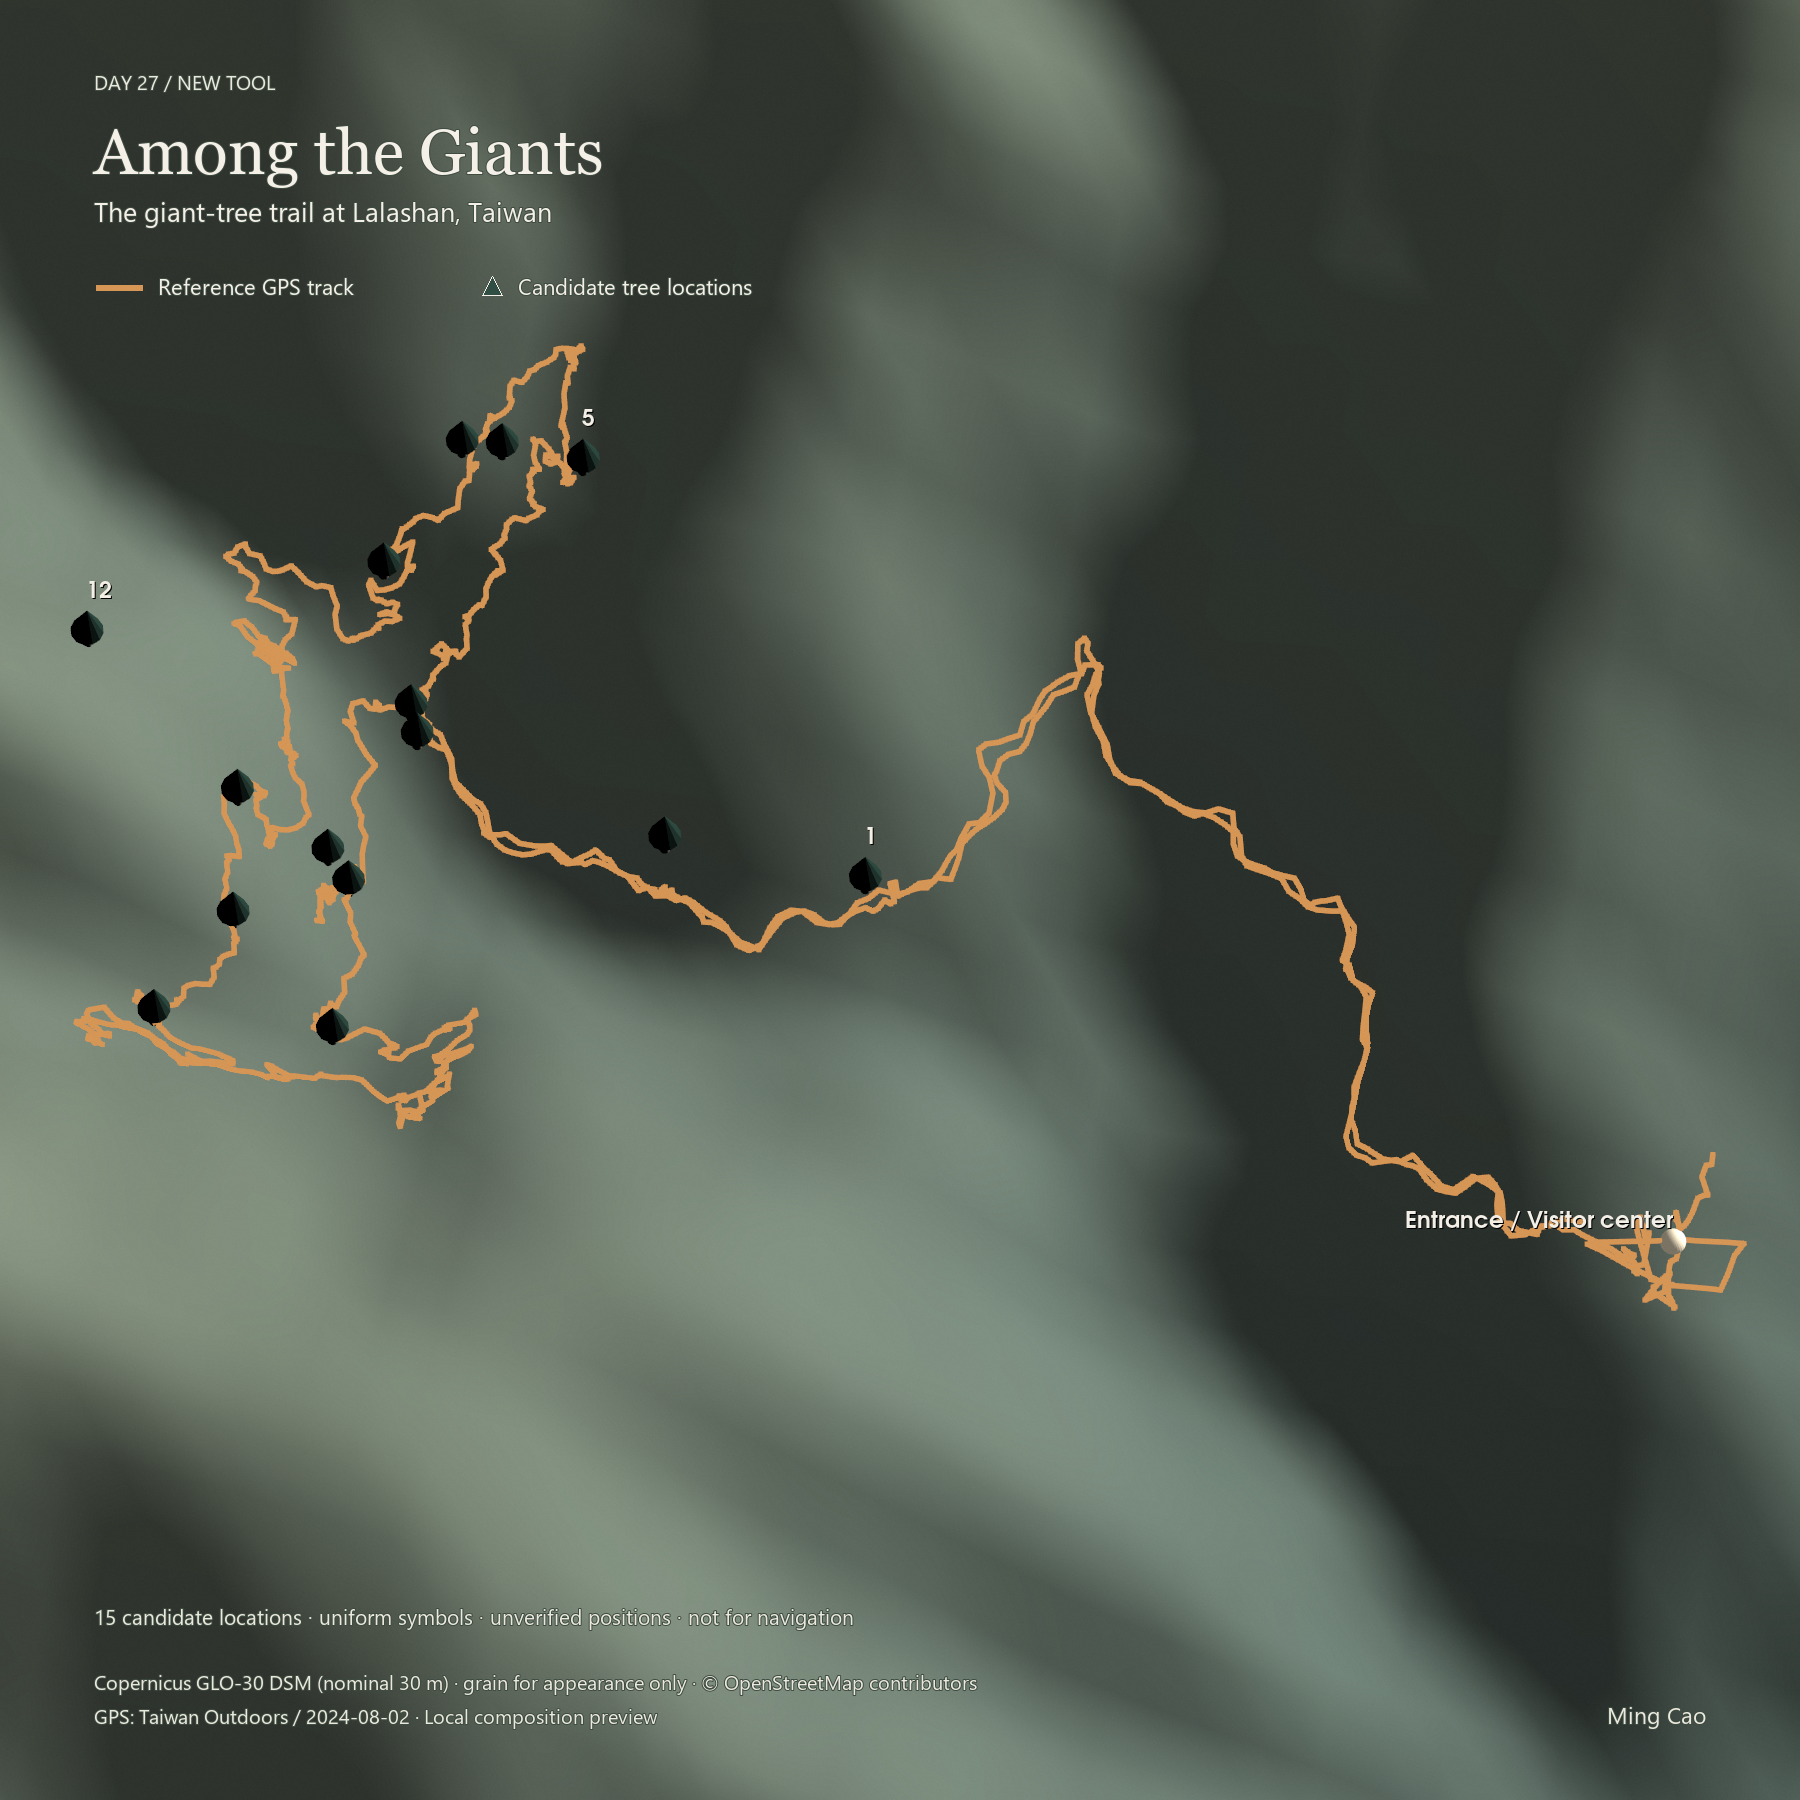 DAY 27 / NEW TOOL
Among the Giants
The giant-tree trail at Lalashan, Taiwan
Reference GPS track
Candidate tree locations
5
12
1
Entrance / Visitor center
15 candidate locations · uniform symbols · unverified positions · not for navigation
Copernicus GLO-30 DSM (nominal 30 m) · grain for appearance only · © OpenStreetMap contributors
GPS: Taiwan Outdoors / 2024-08-02 · Local composition preview
Ming Cao